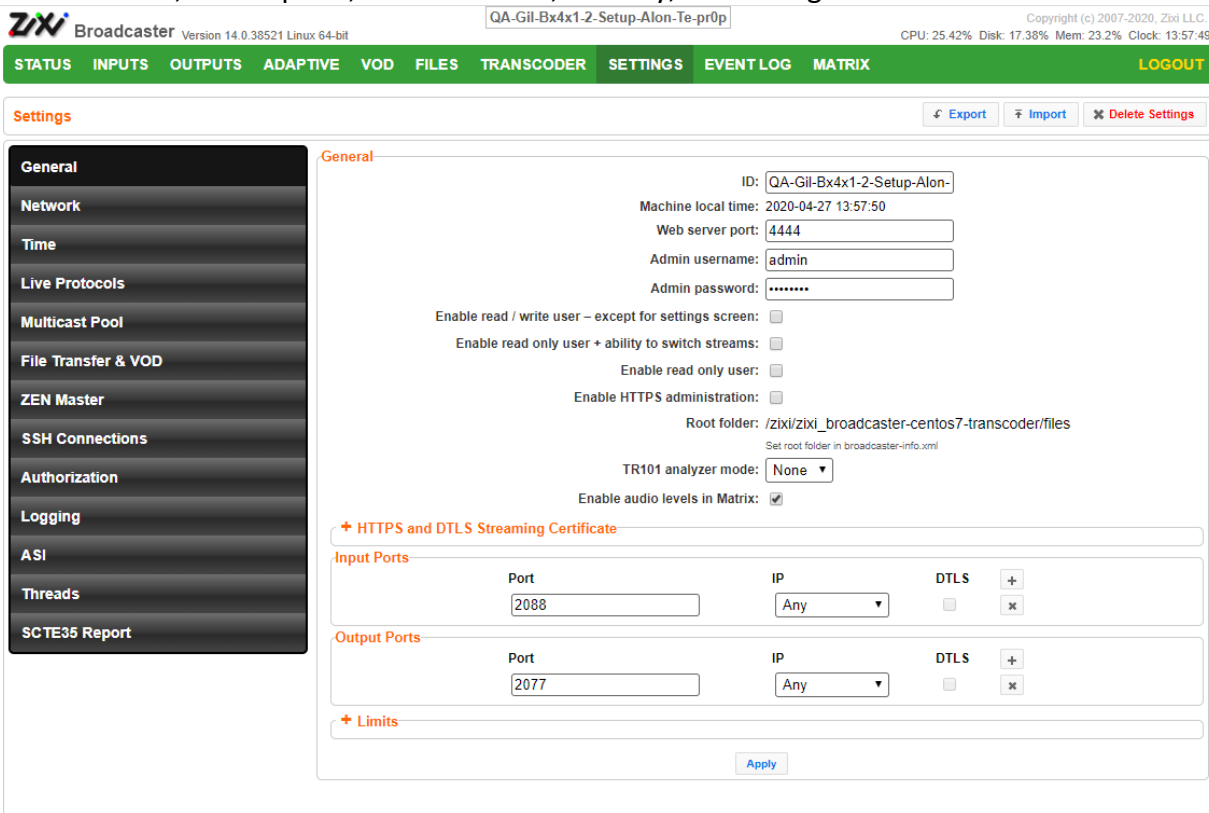 QA-Gil-Bx4x1-2-Setup-Alon-Te-pr0p
Copyright (c) 2007-2020, Zixi LLC.
ZiXi Broadcaster Version 14.0.38521 Linux 64-bit
CPU: 25.42% Disk: 17.38% Mem: 23.2% Clock: 13:57:49
STATUS INPUTS OUTPUTS ADAPTIVE VOD FILES TRANSCODER SETTINGS EVENT LOG MATRIX LOGOUT
Settings
Export Import Delete Settings
General
Network
Time
Live Protocols
Multicast Pool
File Transfer & VOD
ZEN Master
SSH Connections
Authorization
Logging
ASI
Threads
SCTE35 Report
General
ID: QA-Gil-Bx4x1-2-Setup-Alon-
Machine local time: 2020-04-27 13:57:50
Web server port: 4444
Admin username: admin
Admin password: ••••••••
Enable read / write user – except for settings screen:
Enable read only user + ability to switch streams:
Enable read only user:
Enable HTTPS administration:
Root folder: /zixi/zixi_broadcaster-centos7-transcoder/files
Set root folder in broadcaster-info.xml
TR101 analyzer mode: None
Enable audio levels in Matrix:
+ HTTPS and DTLS Streaming Certificate
Input Ports
Port IP DTLS +
2088 Any
Output Ports
Port IP DTLS +
2077 Any
+ Limits
Apply